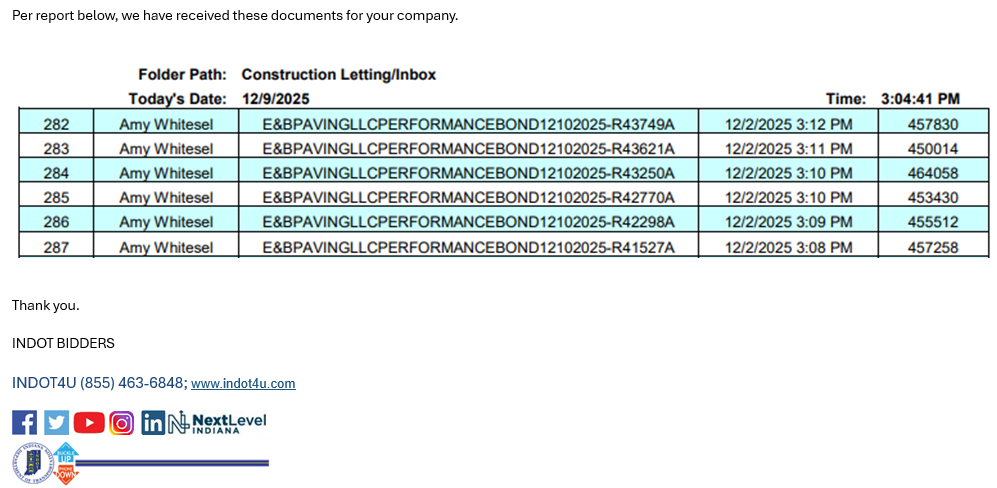 Per report below, we have received these documents for your company.
Folder Path: Construction Letting/Inbox
Today's Date: 12/9/2025 Time: 3:04:41 PM
282 Amy Whitesel E&BPAVINGLLCPERFORMANCEBOND12102025-R43749A 12/2/2025 3:12 PM 457830
283 Amy Whitesel E&BPAVINGLLCPERFORMANCEBOND12102025-R43621A 12/2/2025 3:11 PM 450014
284 Amy Whitesel E&BPAVINGLLCPERFORMANCEBOND12102025-R43250A 12/2/2025 3:10 PM 464058
285 Amy Whitesel E&BPAVINGLLCPERFORMANCEBOND12102025-R42770A 12/2/2025 3:10 PM 453430
286 Amy Whitesel E&BPAVINGLLCPERFORMANCEBOND12102025-R42298A 12/2/2025 3:09 PM 455512
287 Amy Whitesel E&BPAVINGLLCPERFORMANCEBOND12102025-R41527A 12/2/2025 3:08 PM 457258
Thank you.
INDOT BIDDERS
INDOT4U (855) 463-6848; www.indot4u.com
NextLevel
INDIANA
BUCKLE
UP
PHONE
DOWN